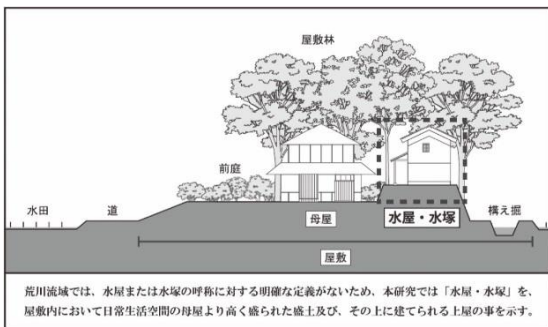 屋敷林
前庭
水田
道
母屋
水屋・水塚
構え掘
屋敷
荒川流域では、水屋または水塚の呼称に対する明確な定義がないため、本研究では「水屋・水塚」を、
屋敷内において日常生活空間の母屋より高く盛られた盛土及び、その上に建てられる上屋の事を示す。